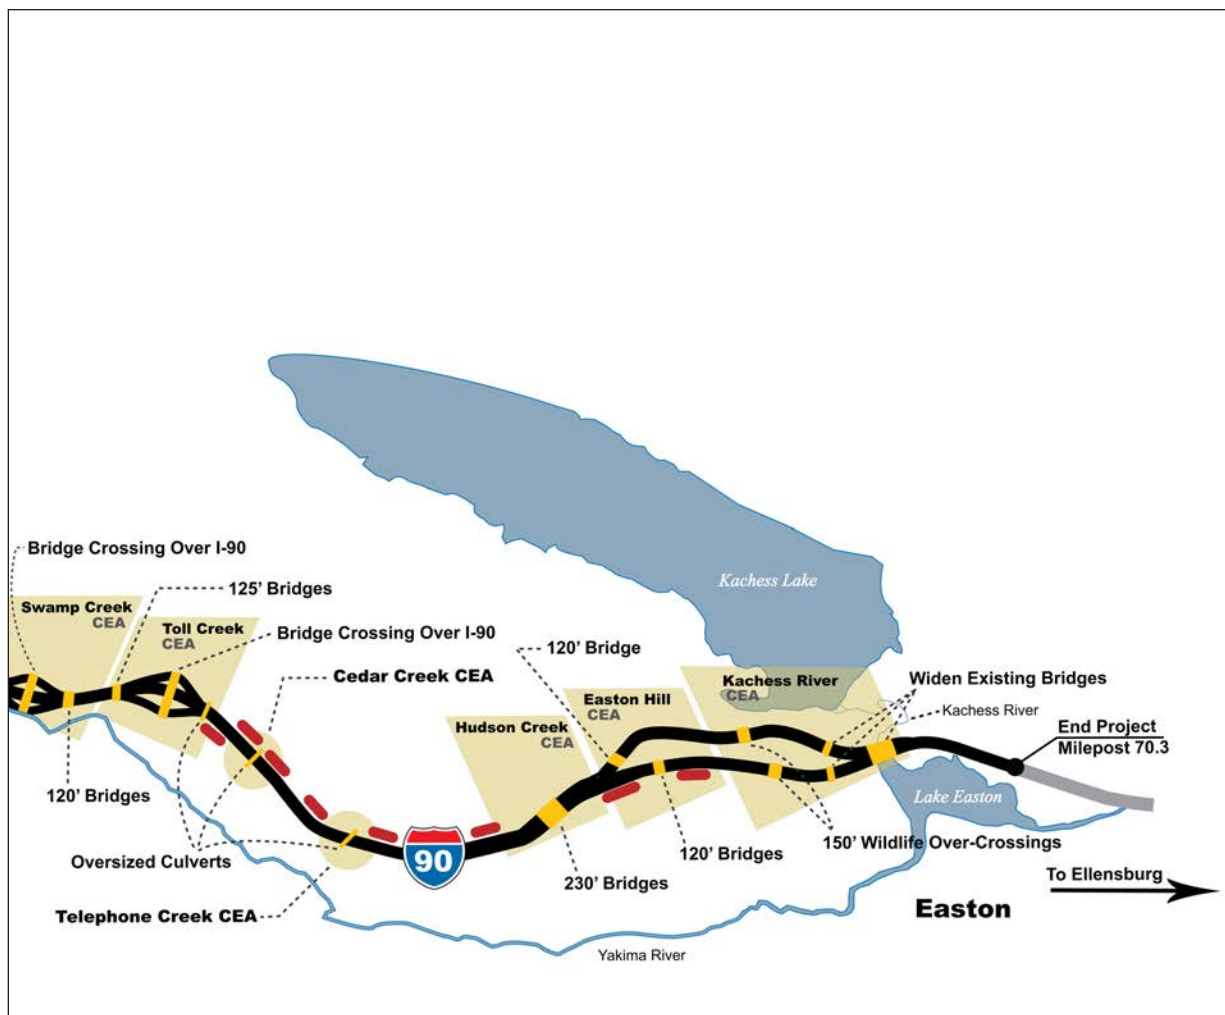 Kachess Lake
Bridge Crossing Over I-90
125' Bridges
Swamp Creek
CEA
Toll Creek
CEA
Bridge Crossing Over I-90
Cedar Creek CEA
120' Bridge
Easton Hill
CEA
Kachess River
CEA
Widen Existing Bridges
Kachess River
Hudson Creek
CEA
End Project
Milepost 70.3
120' Bridges
Lake Easton
Oversized Culverts
90
120' Bridges
150' Wildlife Over-Crossings
230' Bridges
To Ellensburg
Telephone Creek CEA
Easton
Yakima River